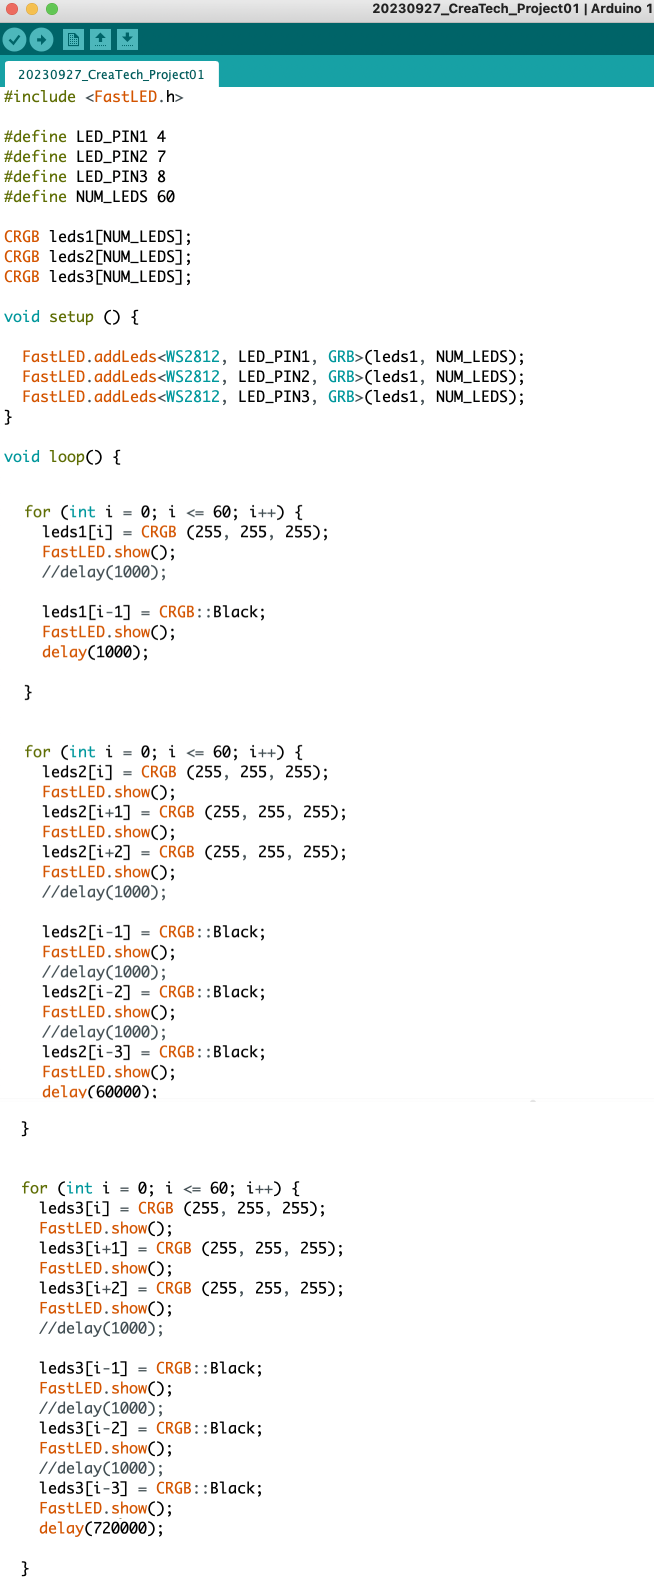 20230927_CreaTech_Project01 | Arduino 1
20230927_CreaTech_Project01
#include <FastLED.h>
#define LED_PIN1 4
#define LED_PIN2 7
#define LED_PIN3 8
#define NUM_LEDS 60
CRGB leds1[NUM_LEDS];
CRGB leds2[NUM_LEDS];
CRGB leds3[NUM_LEDS];
void setup () {
FastLED.addLeds<WS2812, LED_PIN1, GRB>(leds1, NUM_LEDS);
FastLED.addLeds<WS2812, LED_PIN2, GRB>(leds1, NUM_LEDS);
FastLED.addLeds<WS2812, LED_PIN3, GRB>(leds1, NUM_LEDS);
}
void loop() {
for (int i = 0; i <= 60; i++) {
leds1[i] = CRGB (255, 255, 255);
FastLED.show();
//delay(1000);
leds1[i-1] = CRGB::Black;
FastLED.show();
delay(1000);
}
for (int i = 0; i <= 60; i++) {
leds2[i] = CRGB (255, 255, 255);
FastLED.show();
leds2[i+1] = CRGB (255, 255, 255);
FastLED.show();
leds2[i+2] = CRGB (255, 255, 255);
FastLED.show();
//delay(1000);
leds2[i-1] = CRGB::Black;
FastLED.show();
//delay(1000);
leds2[i-2] = CRGB::Black;
FastLED.show();
//delay(1000);
leds2[i-3] = CRGB::Black;
FastLED.show();
delay(60000);
}
for (int i = 0; i <= 60; i++) {
leds3[i] = CRGB (255, 255, 255);
FastLED.show();
leds3[i+1] = CRGB (255, 255, 255);
FastLED.show();
leds3[i+2] = CRGB (255, 255, 255);
FastLED.show();
//delay(1000);
leds3[i-1] = CRGB::Black;
FastLED.show();
//delay(1000);
leds3[i-2] = CRGB::Black;
FastLED.show();
//delay(1000);
leds3[i-3] = CRGB::Black;
FastLED.show();
delay(720000);
}